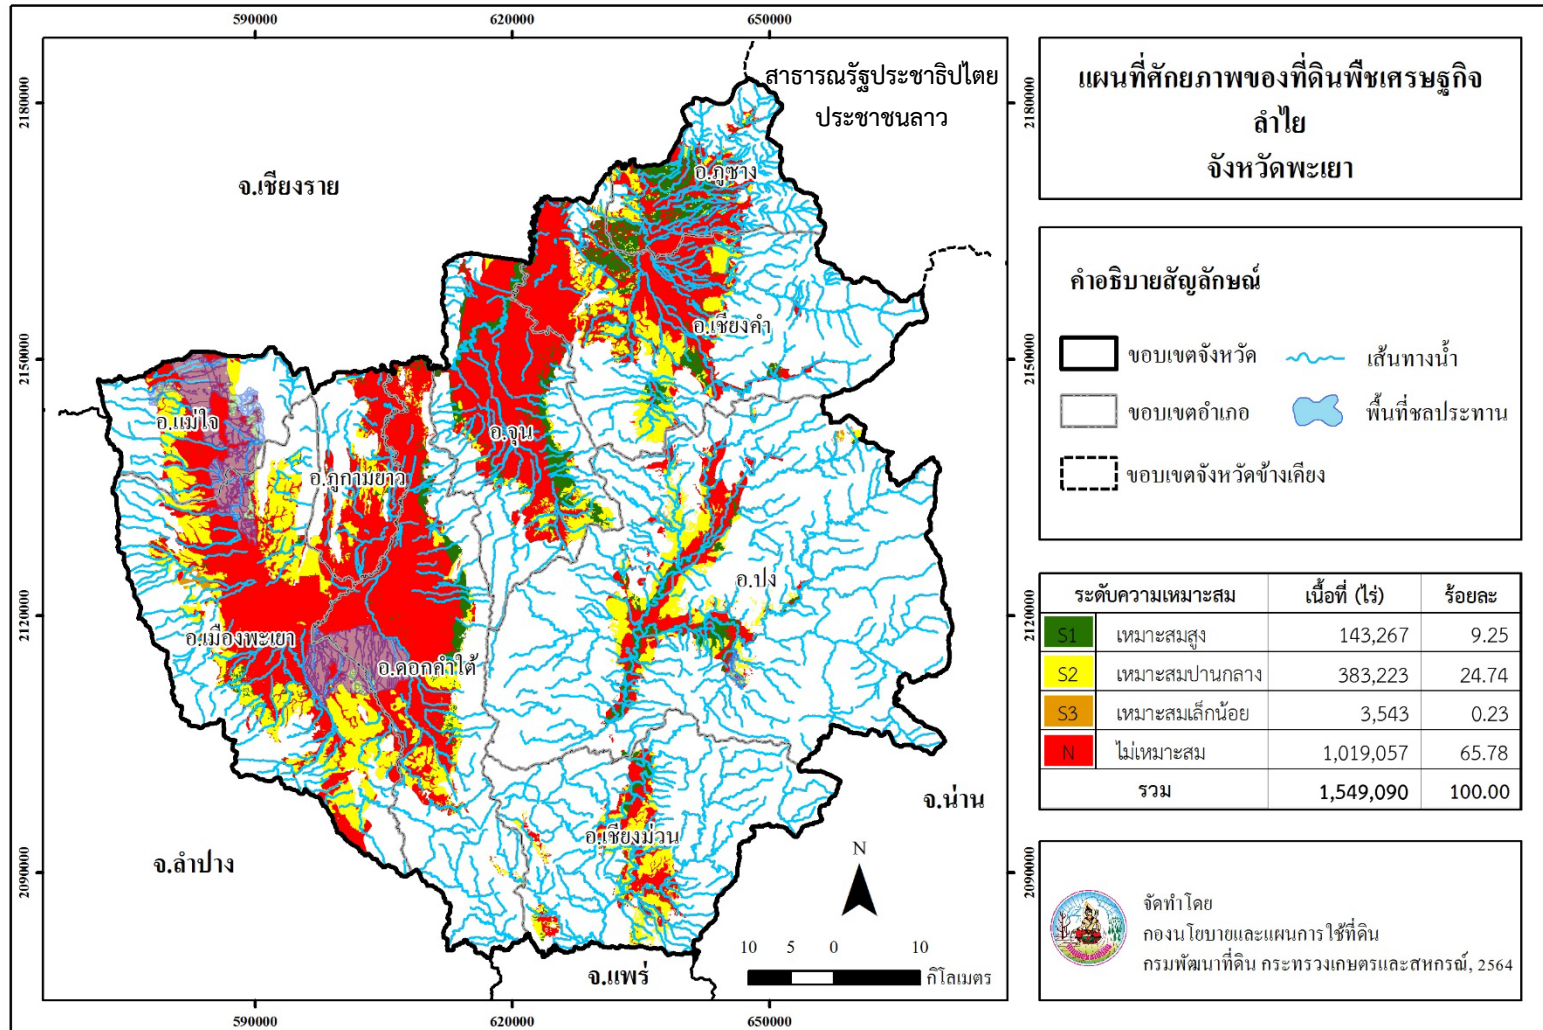 590000
620000
650000
2180000
2150000
2120000
2090000
สาธารณรัฐประชาธิปไตย
ประชาชนลาว
จ.เชียงราย
อ.ภูซาง
อ.เชียงคำ
อ.แม่ใจ
อ.จุน
อ.ภูกามยาว
อ.ปง
อ.เมืองพะเยา
อ.ดอกคำใต้
อ.เชียงม่วน
จ.น่าน
จ.ลำปาง
จ.แพร่
N
10 5 0 10
กิโลเมตร
2180000
2150000
2120000
2090000
590000
620000
650000
แผนที่ศักยภาพของที่ดินพืชเศรษฐกิจ
ลำไย
จังหวัดพะเยา
คำอธิบายสัญลักษณ์
ขอบเขตจังหวัด
เส้นทางน้ำ
ขอบเขตอำเภอ
พื้นที่ชลประทาน
ขอบเขตจังหวัดข้างเคียง
ระดับความเหมาะสม เนื้อที่ (ไร่) ร้อยละ
S1 เหมาะสมสูง 143,267 9.25
S2 เหมาะสมปานกลาง 383,223 24.74
S3 เหมาะสมเล็กน้อย 3,543 0.23
N ไม่เหมาะสม 1,019,057 65.78
รวม 1,549,090 100.00
จัดทำโดย
กองนโยบายและแผนการใช้ที่ดิน
กรมพัฒนาที่ดิน กระทรวงเกษตรและสหกรณ์, 2564